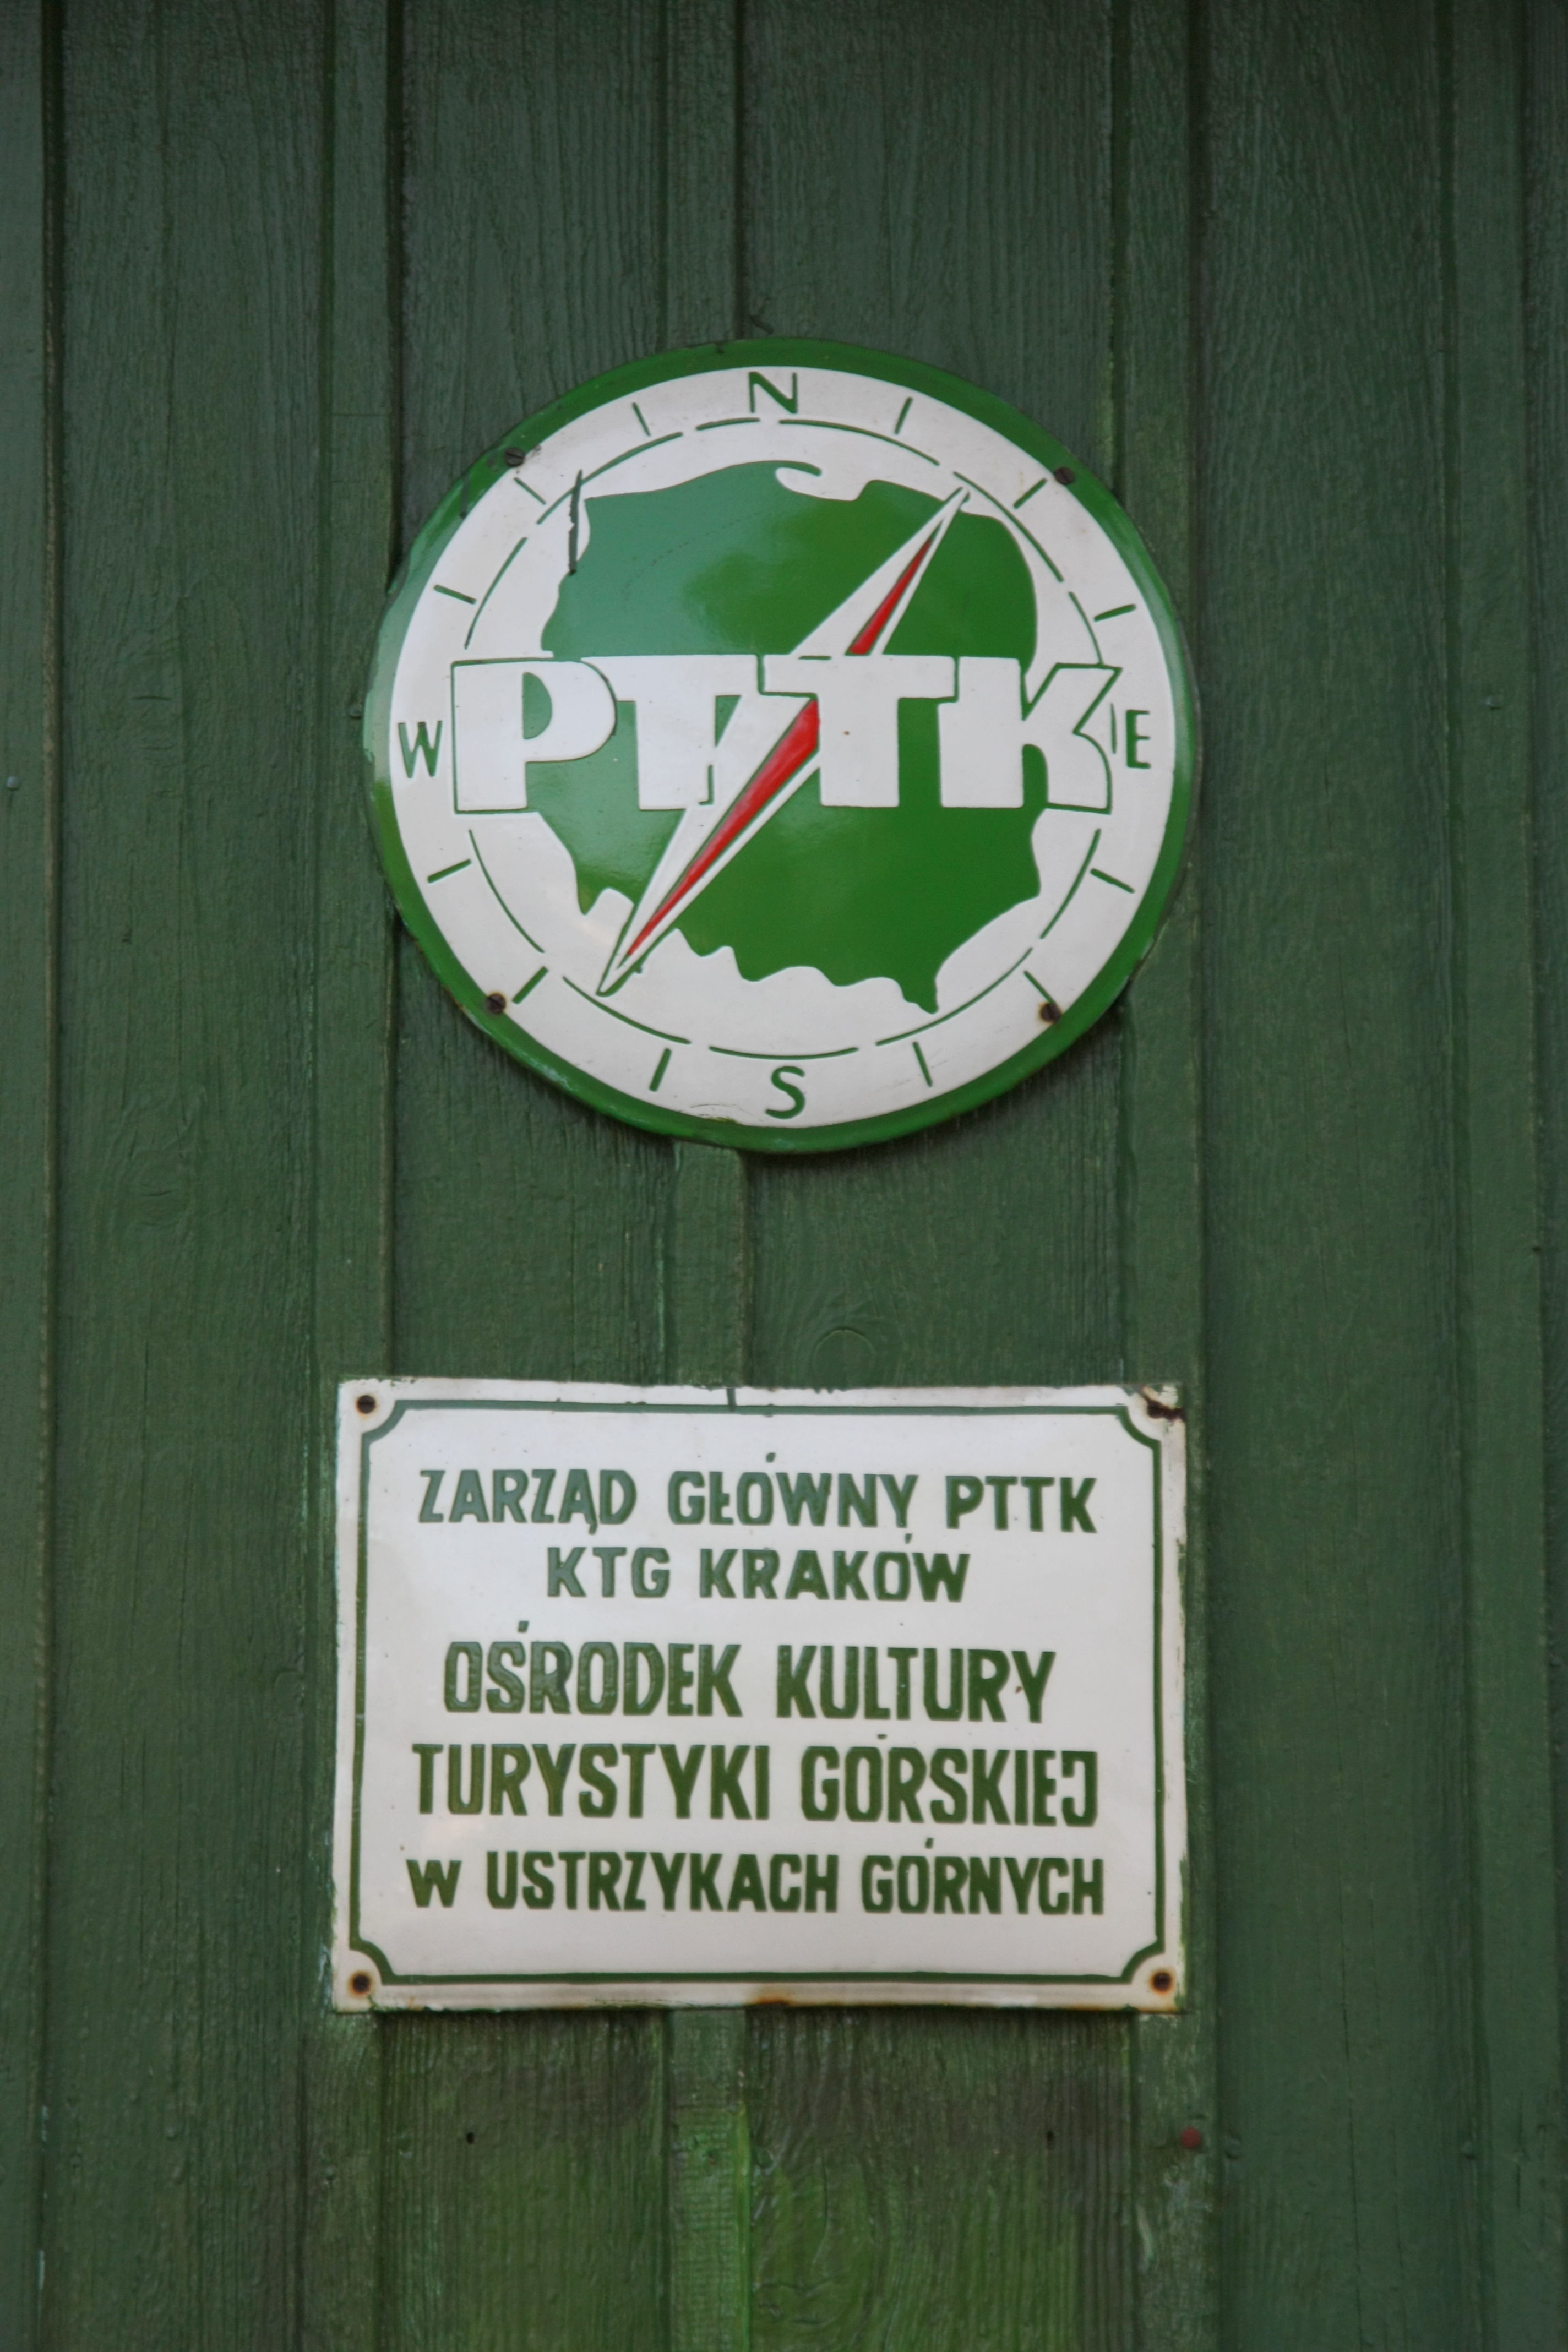 N
W PTTK E
S
ZARZĄD GŁÓWNY PTTK
KTG KRAKÓW
OŚRODEK KULTURY
TURYSTYKI GÓRSKIEJ
W USTRZYKACH GÓRNYCH